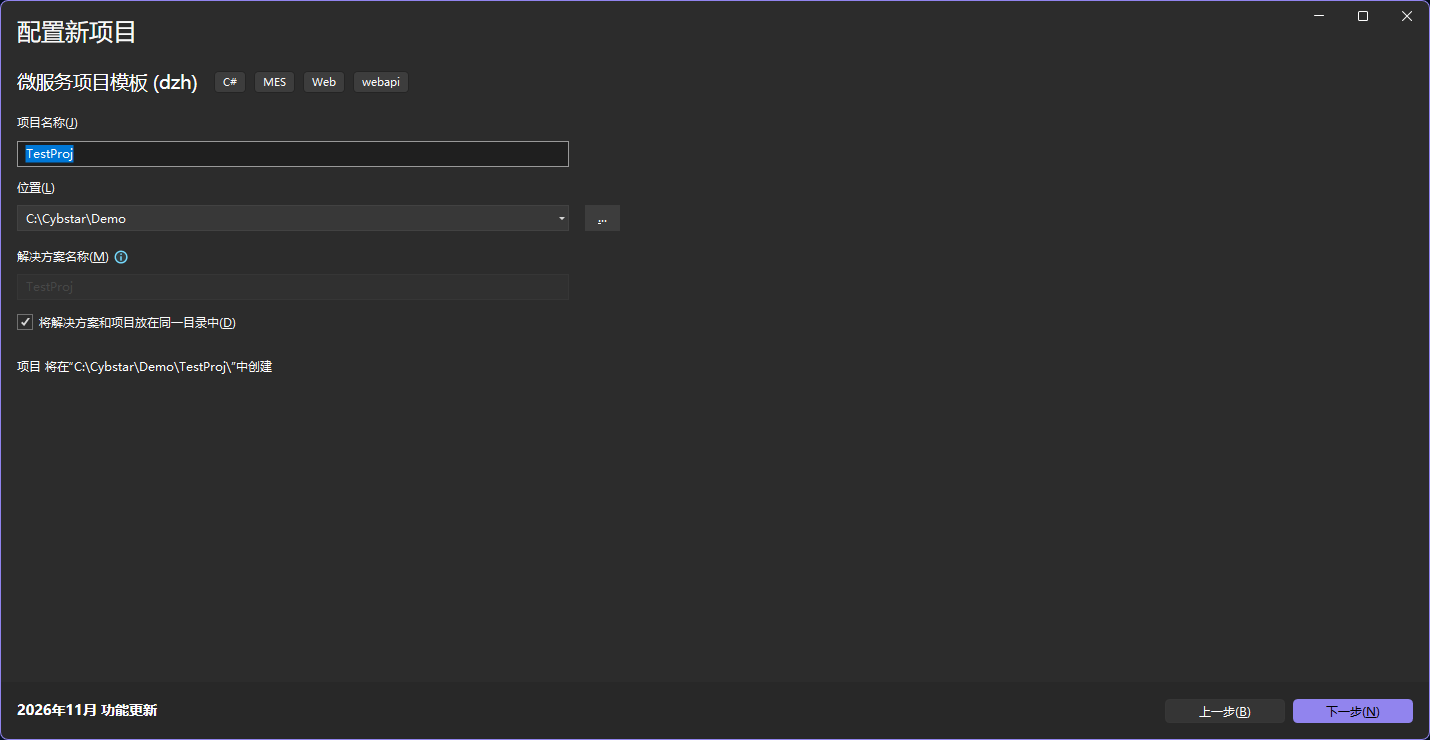 配置新项目
微服务项目模板 (dzh) C# MES Web webapi
项目名称(J)
TestProj
位置(L)
C:\Cybstar\Demo ...
解决方案名称(M)
TestProj
将解决方案和项目放在同一目录中(D)
项目 将在"C:\Cybstar\Demo\TestProj\"中创建
2026年11月 功能更新 上一步(B) 下一步(N)